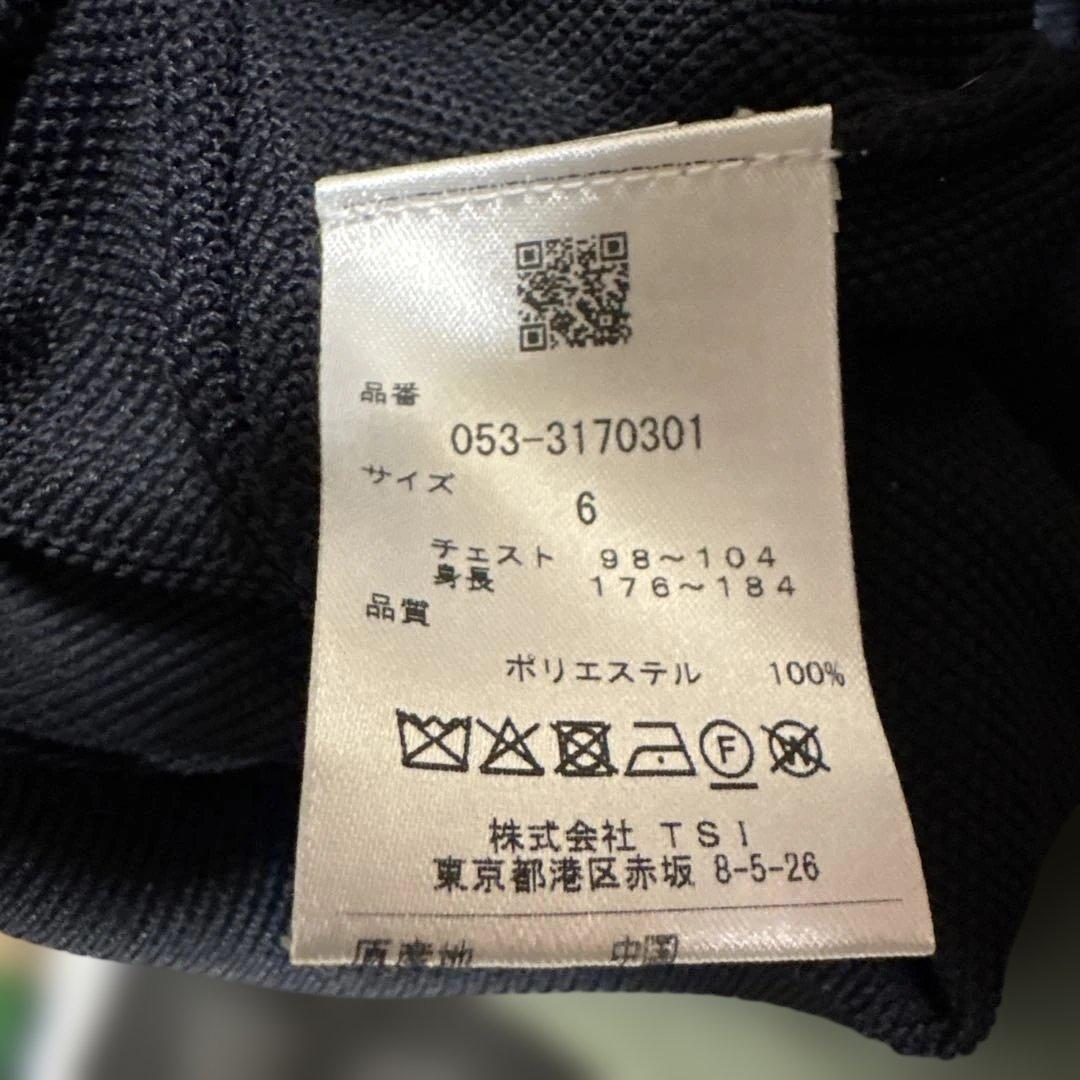 品番
053-3170301
サイズ
6
チェスト 98～104
身長 176～184
品質
ポリエステル 100%
F
W
株式会社 TSI
東京都港区赤坂 8-5-26
原産地 中国